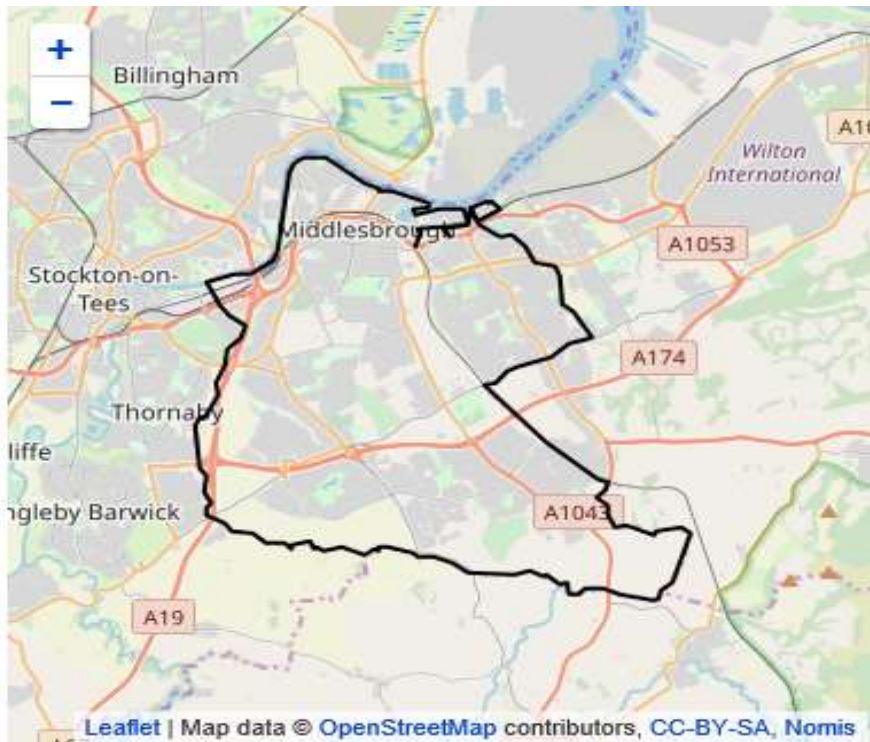 +
−
Billingham
A16
Wilton
International
Middlesbrough
A1053
Stockton-on-
Tees
A174
Thornaby
liffe
ngleby Barwick
A1043
A19
Leaflet | Map data © OpenStreetMap contributors, CC-BY-SA, Nomis